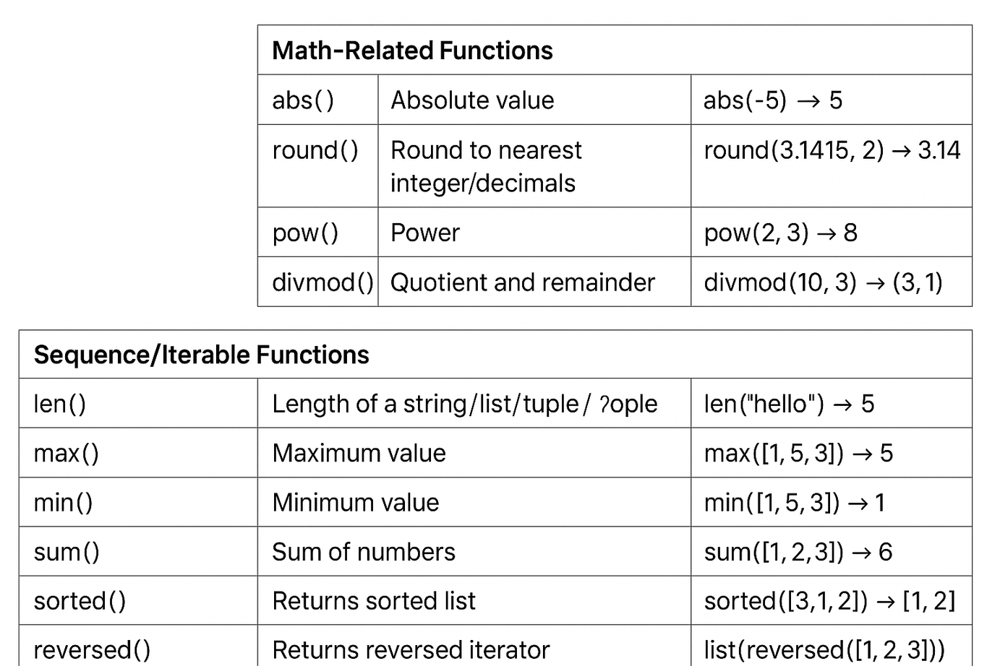 Math-Related Functions
abs() Absolute value abs(-5) → 5
round() Round to nearest round(3.1415, 2) → 3.14
integer/decimals
pow() Power pow(2, 3) → 8
divmod() Quotient and remainder divmod(10, 3) → (3, 1)
Sequence/Iterable Functions
len() Length of a string/list/tuple/ ?ople len("hello") → 5
max() Maximum value max([1, 5, 3]) → 5
min() Minimum value min([1, 5, 3]) → 1
sum() Sum of numbers sum([1, 2, 3]) → 6
sorted() Returns sorted list sorted([3, 1, 2]) → [1, 2]
reversed() Returns reversed iterator list(reversed([1, 2, 3]))